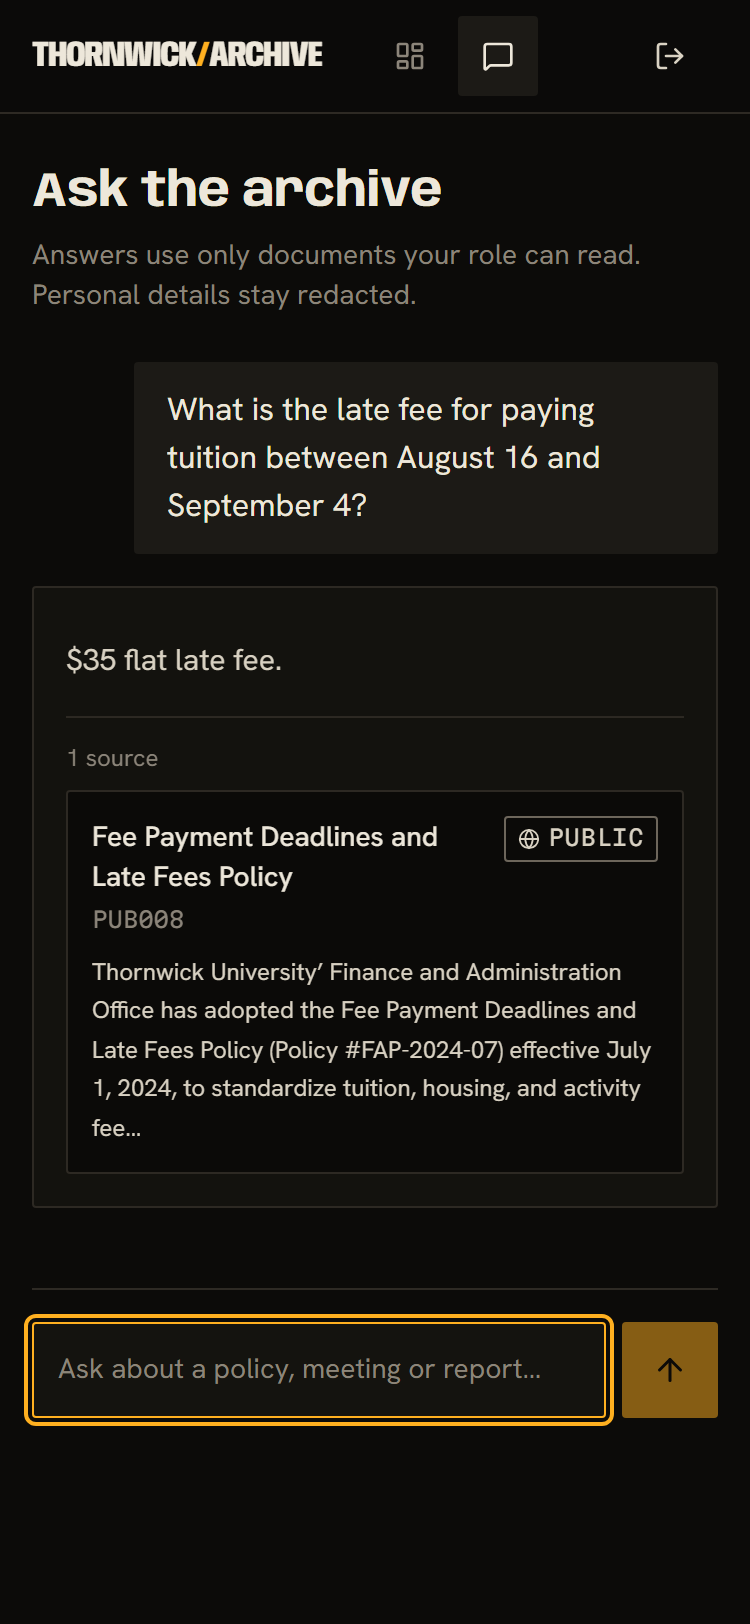 THORNWICK/ARCHIVE
Ask the archive
Answers use only documents your role can read.
Personal details stay redacted.
What is the late fee for paying
tuition between August 16 and
September 4?
$35 flat late fee.
1 source
Fee Payment Deadlines and
Late Fees Policy
PUBLIC
PUB008
Thornwick University’ Finance and Administration
Office has adopted the Fee Payment Deadlines and
Late Fees Policy (Policy #FAP-2024-07) effective July
1, 2024, to standardize tuition, housing, and activity
fee…
Ask about a policy, meeting or report…